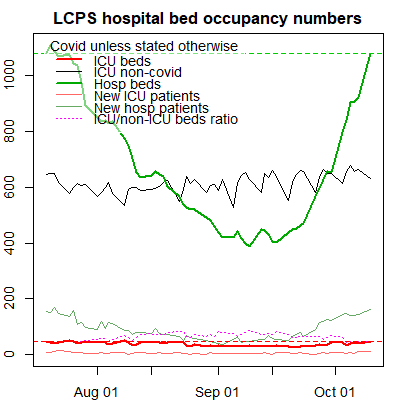 LCPS hospital bed occupancy numbers
Covid unless stated otherwise
ICU beds
ICU non-covid
Hosp beds
New ICU patients
New hosp patients
ICU/non-ICU beds ratio
1000
800
600
400
200
0
Aug 01 Sep 01 Oct 01